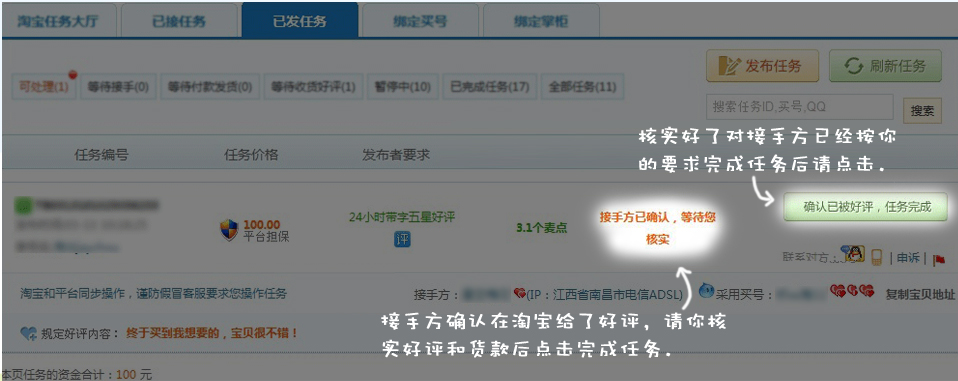 淘宝任务大厅 已接任务 已发任务 绑定买号 绑定掌柜
发布任务 刷新任务
可处理(1) 等待接手(0) 等待付款发货(0) 等待收货好评(1) 暂停中(10) 已完成任务(17) 全部任务(11)
搜索任务ID,买号,QQ 搜索
核实好了对接手方已经按你
的要求完成任务后请点击.
任务编号 任务价格 发布者要求
确认已被好评，任务完成
24小时带字五星好评
接手方已确认，等待您
核实
100.00
平台担保
评
3.1个麦点
联系对方 | 申诉 |
淘宝和平台同步操作，谨防假冒客服要求您操作任务 接手方： (IP：江西省南昌市电信ADSL) 采用买号： 复制宝贝地址
接手方确认在淘宝给了好评，请你核
实好评和货款后点击完成任务.
规定好评内容： 终于买到我想要的，宝贝很不错！
本页任务的资金合计：100 元